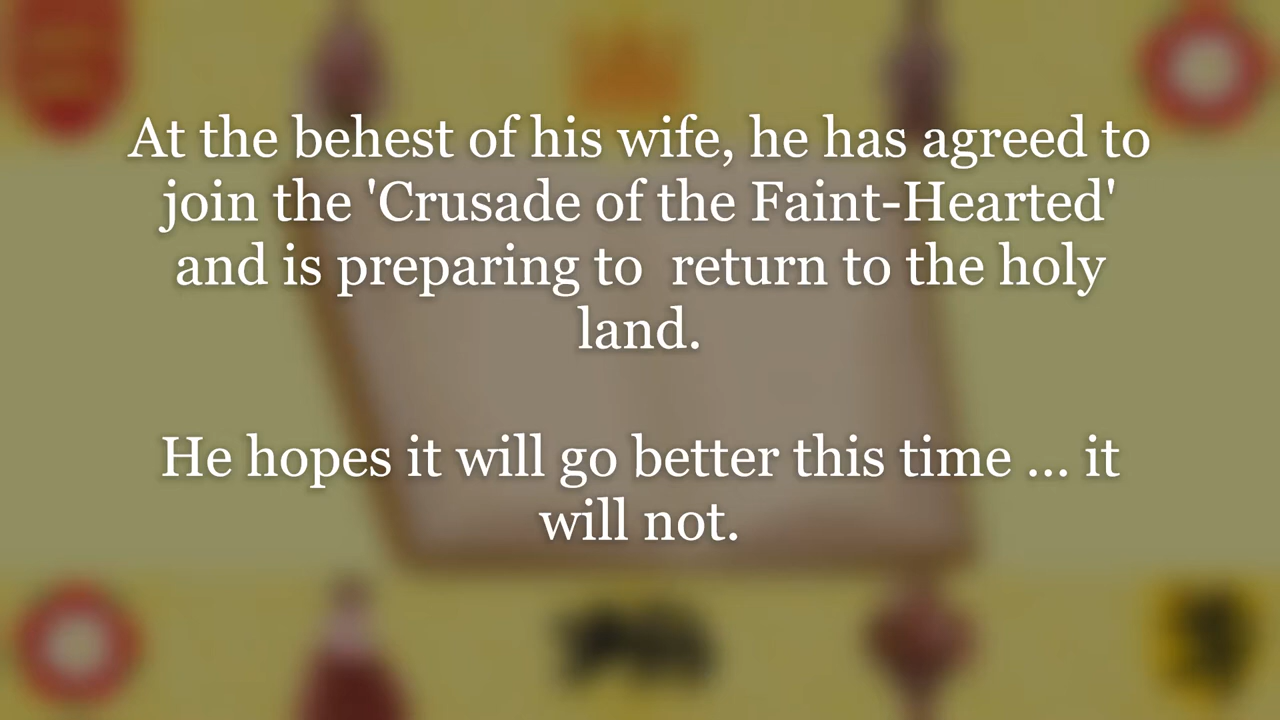 At the behest of his wife, he has agreed to
join the 'Crusade of the Faint-Hearted'
and is preparing to  return to the holy
land.
He hopes it will go better this time ... it
will not.